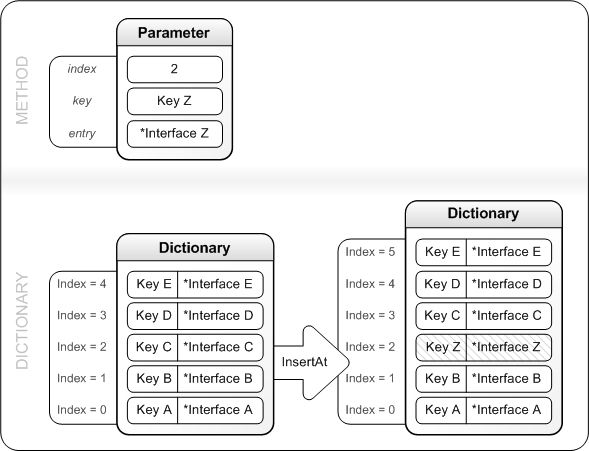 METHOD
Parameter
index 2
key Key Z
entry *Interface Z
DICTIONARY
Dictionary
Index = 4 Key E *Interface E
Index = 3 Key D *Interface D
Index = 2 Key C *Interface C
Index = 1 Key B *Interface B
Index = 0 Key A *Interface A
InsertAt
Dictionary
Index = 5 Key E *Interface E
Index = 4 Key D *Interface D
Index = 3 Key C *Interface C
Index = 2 Key Z *Interface Z
Index = 1 Key B *Interface B
Index = 0 Key A *Interface A